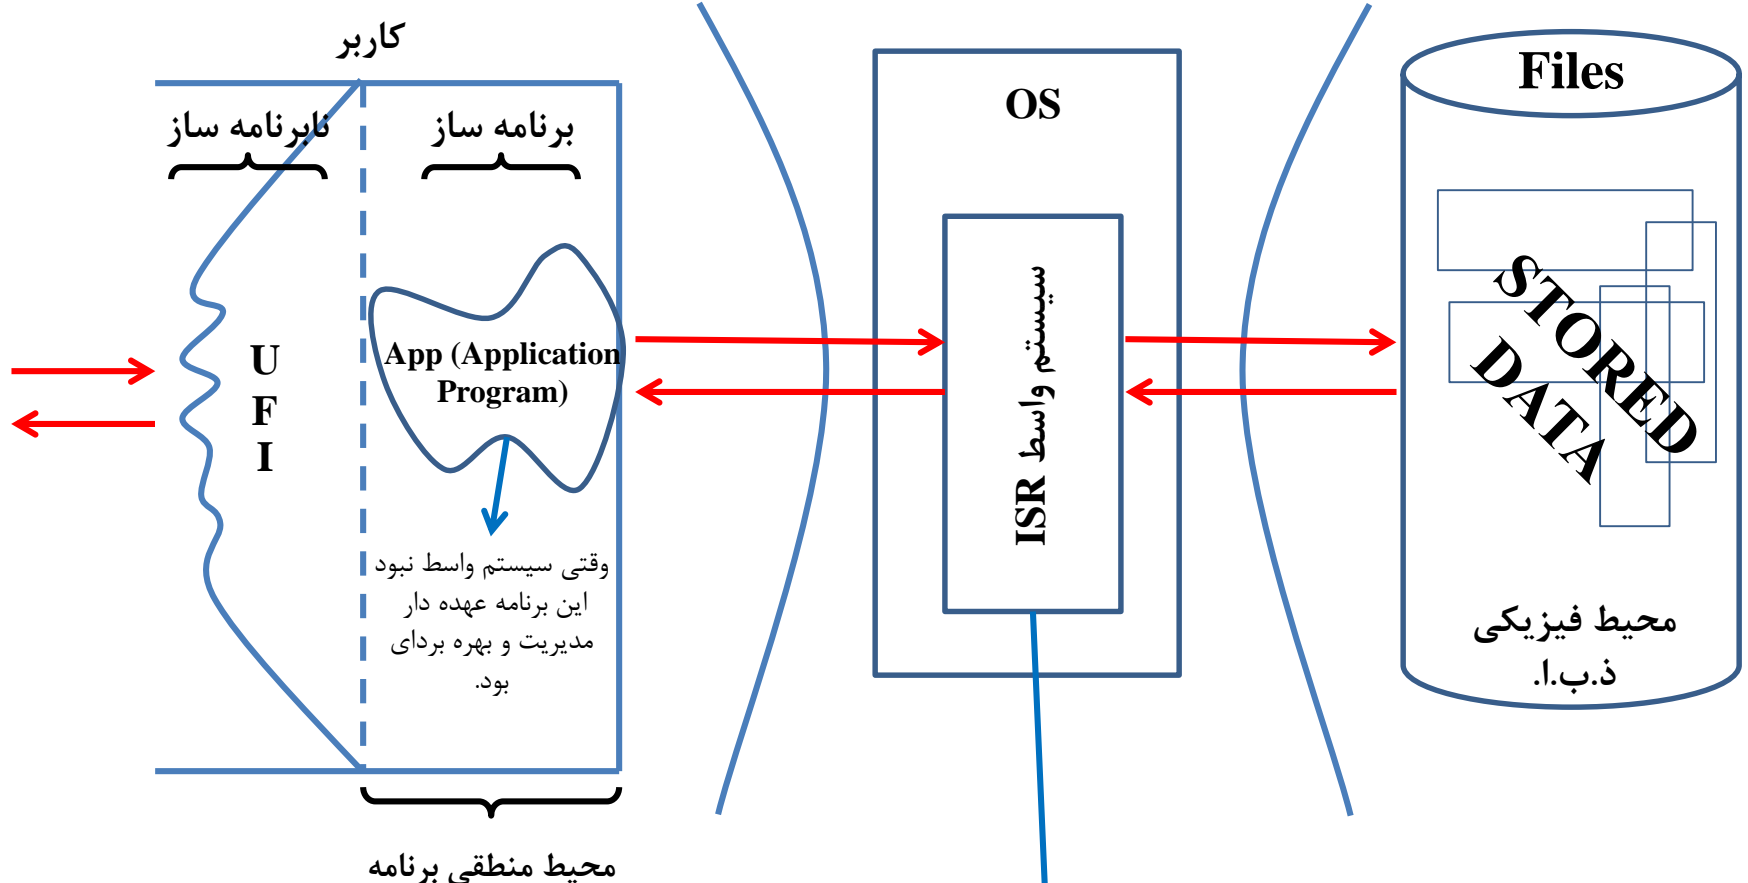 کاربر
نابرنامه ساز
برنامه ساز
U
F
I
App (Application
Program)
وقتی سیستم واسط نبود
این برنامه عهده دار
مدیریت و بهره بردای
بود.
محیط منطقی برنامه
OS
سیستم واسط ISR
Files
STORED
DATA
محیط فیزیکی
ذ.ب.ا.